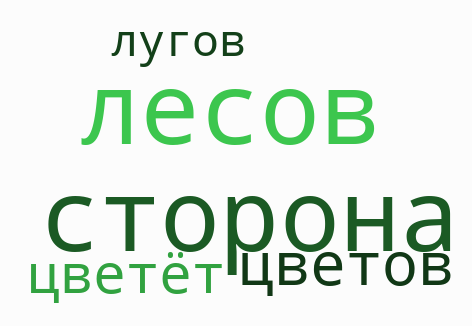 лугов
лесов
сторона
цветёт цветов